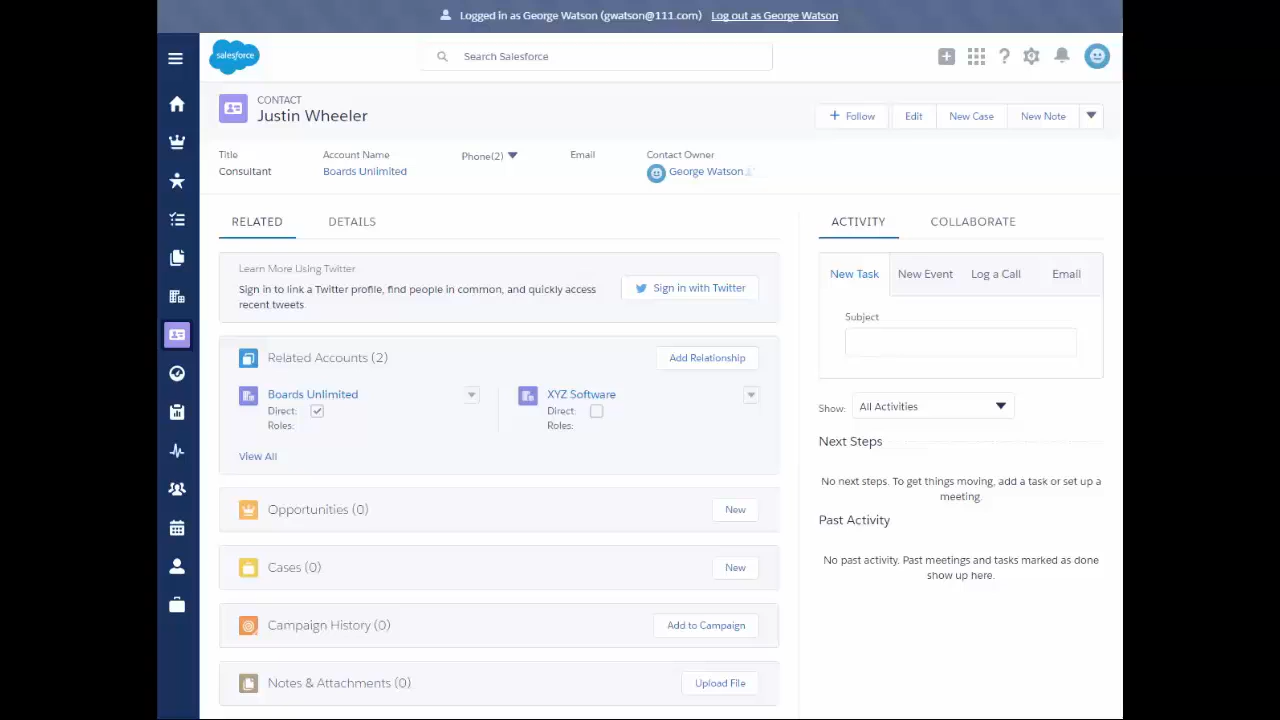 Logged in as George Watson (gwatson@111.com) Log out as George Watson
salesforce
Search Salesforce
CONTACT
Justin Wheeler
Follow
Edit
New Case
New Note
Title
Consultant
Account Name
Boards Unlimited
Phone(2)
Email
Contact Owner
George Watson
RELATED
DETAILS
Learn More Using Twitter
Sign in to link a Twitter profile, find people in common, and quickly access
recent tweets.
Sign in with Twitter
Related Accounts (2)
Add Relationship
Boards Unlimited
Direct:
Roles:
XYZ Software
Direct:
Roles:
View All
Opportunities (0)
New
Cases (0)
New
Campaign History (0)
Add to Campaign
Notes & Attachments (0)
Upload File
ACTIVITY
COLLABORATE
New Task
New Event
Log a Call
Email
Subject
Show:
All Activities
Next Steps
No next steps. To get things moving, add a task or set up a
meeting.
Past Activity
No past activity. Past meetings and tasks marked as done
show up here.